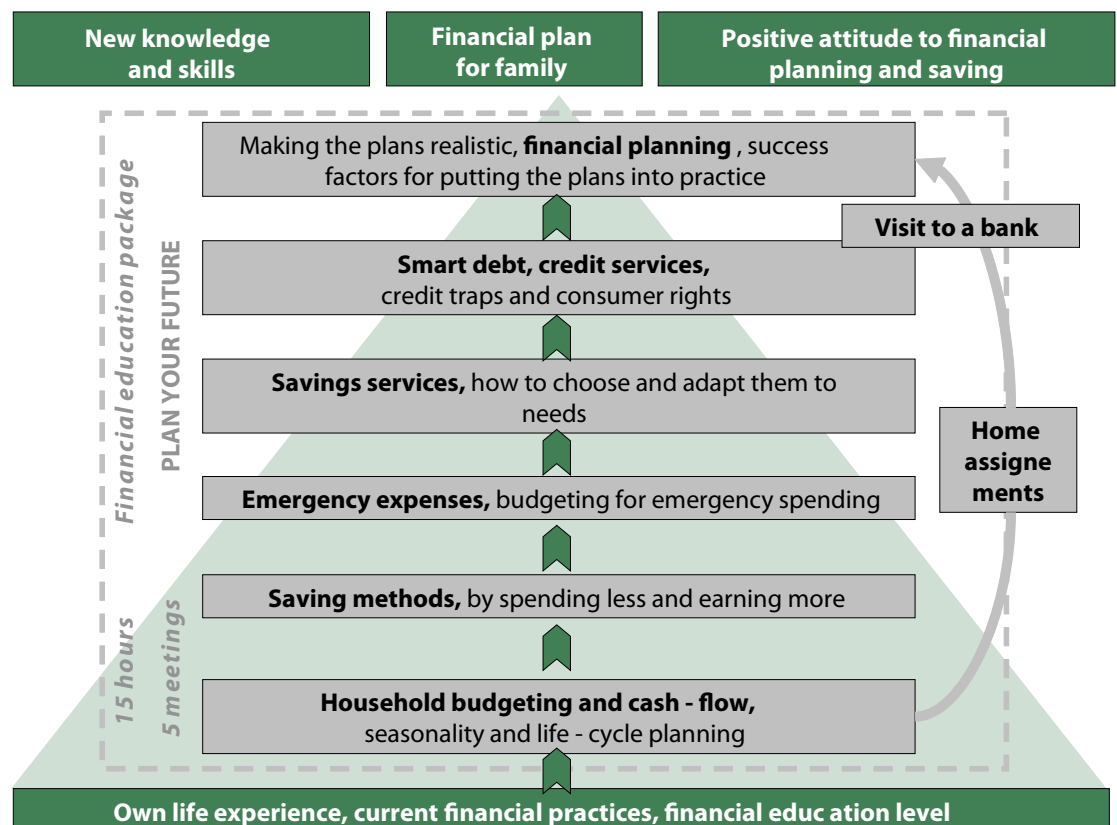 New knowledge
and skills
Financial plan
for family
Positive attitude to financial
planning and saving
Making the plans realistic, financial planning , success
factors for putting the plans into practice
Visit to a bank
Smart debt, credit services,
credit traps and consumer rights
Savings services, how to choose and adapt them to
needs
Home
assigne
ments
Emergency expenses, budgeting for emergency spending
Saving methods, by spending less and earning more
Household budgeting and cash - flow,
seasonality and life - cycle planning
Financial education package
PLAN YOUR FUTURE
15 hours
5 meetings
Own life experience, current financial practices, financial educ ation level